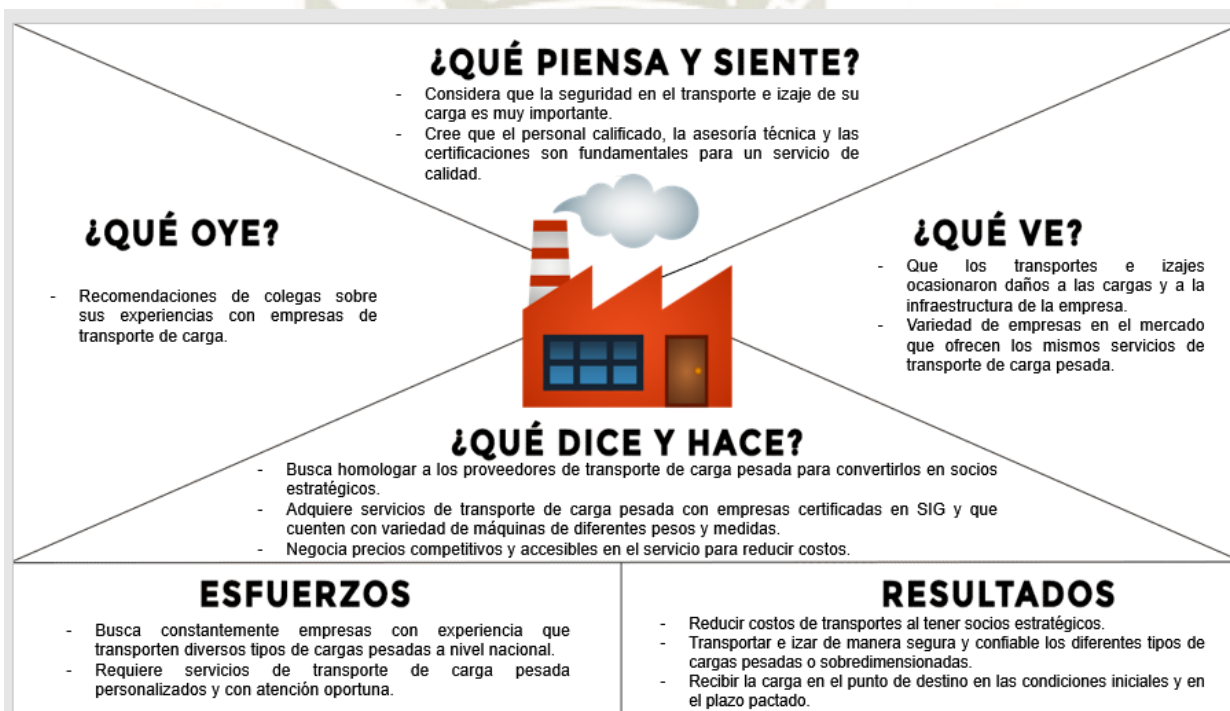 ¿QUÉ PIENSA Y SIENTE?
- Considera que la seguridad en el transporte e izaje de su
carga es muy importante.
- Cree que el personal calificado, la asesoría técnica y las
certificaciones son fundamentales para un servicio de
calidad.
¿QUÉ OYE?
- Recomendaciones de colegas sobre
sus experiencias con empresas de
transporte de carga.
¿QUÉ VE?
- Que los transportes e izajes
ocasionaron daños a las cargas y a la
infraestructura de la empresa.
- Variedad de empresas en el mercado
que ofrecen los mismos servicios de
transporte de carga pesada.
¿QUÉ DICE Y HACE?
- Busca homologar a los proveedores de transporte de carga pesada para convertirlos en socios
estratégicos.
- Adquiere servicios de transporte de carga pesada con empresas certificadas en SIG y que
cuenten con variedad de máquinas de diferentes pesos y medidas.
- Negocia precios competitivos y accesibles en el servicio para reducir costos.
ESFUERZOS
- Busca constantemente empresas con experiencia que
transporten diversos tipos de cargas pesadas a nivel nacional.
- Requiere servicios de transporte de carga pesada
personalizados y con atención oportuna.
RESULTADOS
- Reducir costos de transportes al tener socios estratégicos.
- Transportar e izar de manera segura y confiable los diferentes tipos de
cargas pesadas o sobredimensionadas.
- Recibir la carga en el punto de destino en las condiciones iniciales y en
el plazo pactado.